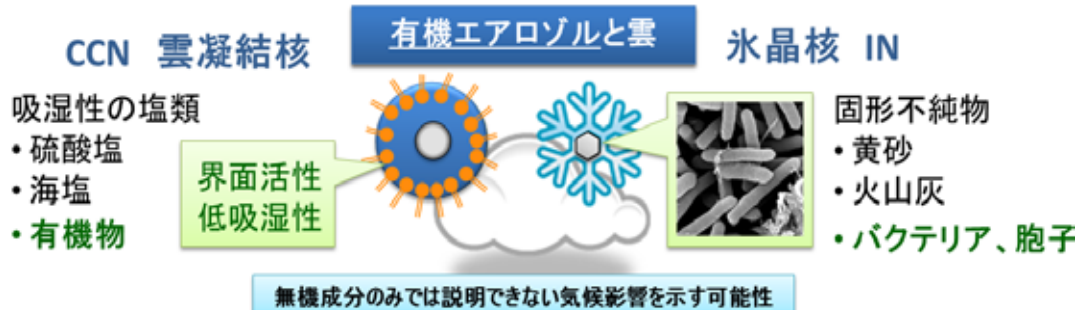 有機エアロゾルと雲
CCN 雲凝結核
吸湿性の塩類
・硫酸塩
・海塩
・有機物
界面活性
低吸湿性
氷晶核 IN
固形不純物
・黄砂
・火山灰
・バクテリア、胞子
無機成分のみでは説明できない気候影響を示す可能性